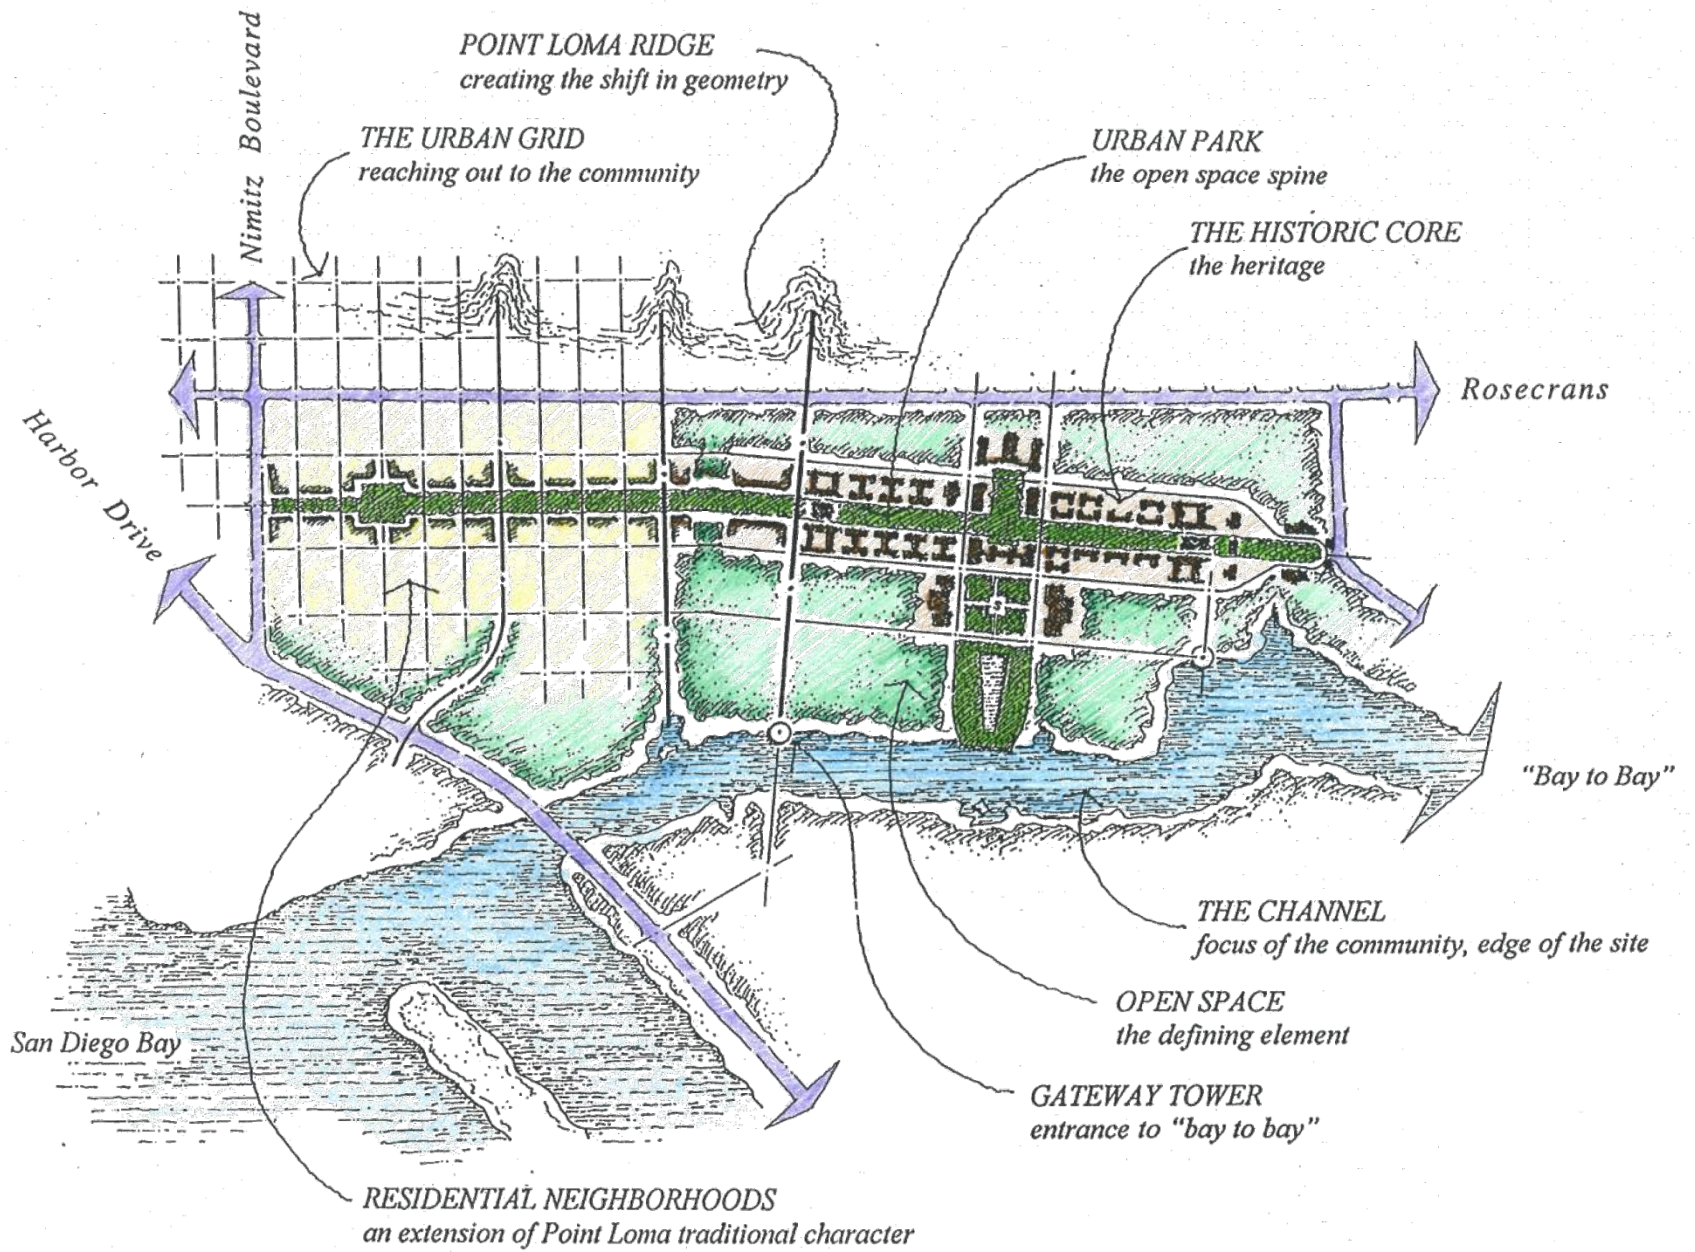 Nimitz Boulevard
POINT LOMA RIDGE
creating the shift in geometry
THE URBAN GRID
reaching out to the community
URBAN PARK
the open space spine
THE HISTORIC CORE
the heritage
Rosecrans
Harbor Drive
"Bay to Bay"
THE CHANNEL
focus of the community, edge of the site
OPEN SPACE
the defining element
San Diego Bay
GATEWAY TOWER
entrance to "bay to bay"
RESIDENTIAL NEIGHBORHOODS
an extension of Point Loma traditional character